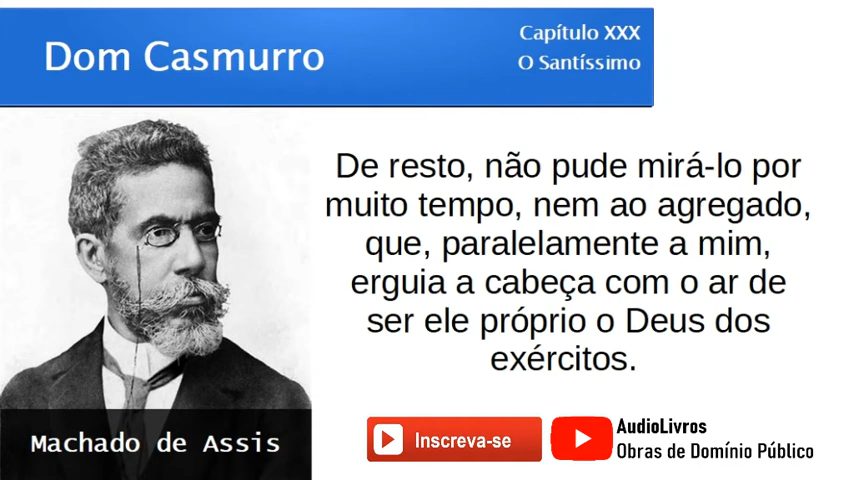 Dom Casmurro
Capítulo XXX
O Santíssimo
De resto, não pude mirá-lo por
muito tempo, nem ao agregado,
que, paralelamente a mim,
erguia a cabeça com o ar de
ser ele próprio o Deus dos
exércitos.
Machado de Assis
Inscreva-se
AudioLivros
Obras de Domínio Público